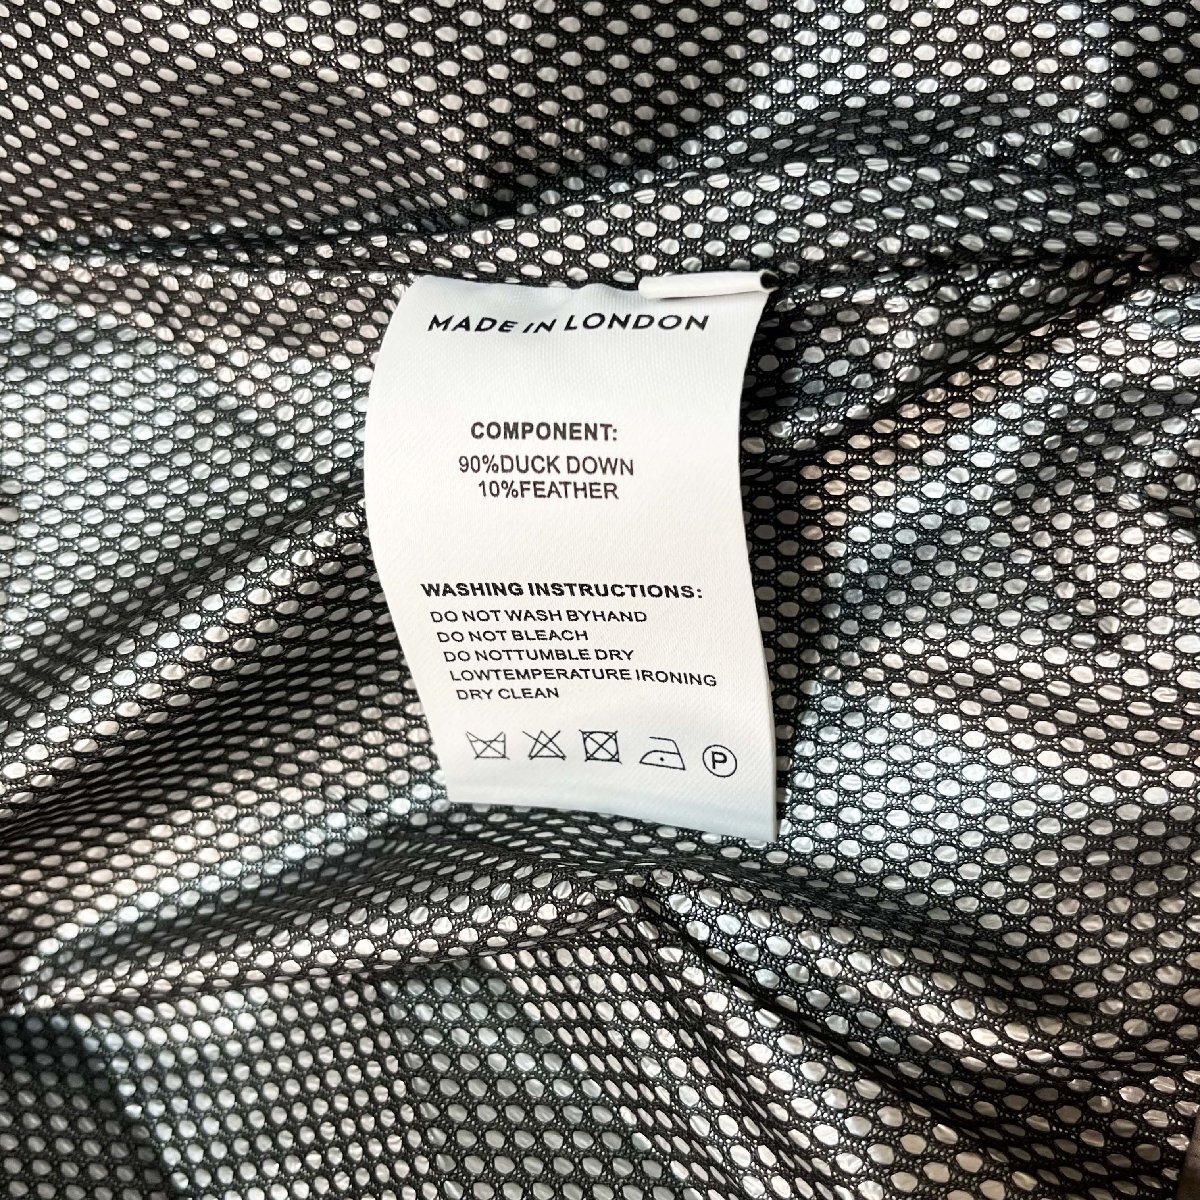 MADE IN LONDON
COMPONENT:
90%DUCK DOWN
10%FEATHER
WASHING INSTRUCTIONS:
DO NOT WASH BYHAND
DO NOT BLEACH
DO NOTTUMBLE DRY
LOWTEMPERATURE IRONING
DRY CLEAN
P